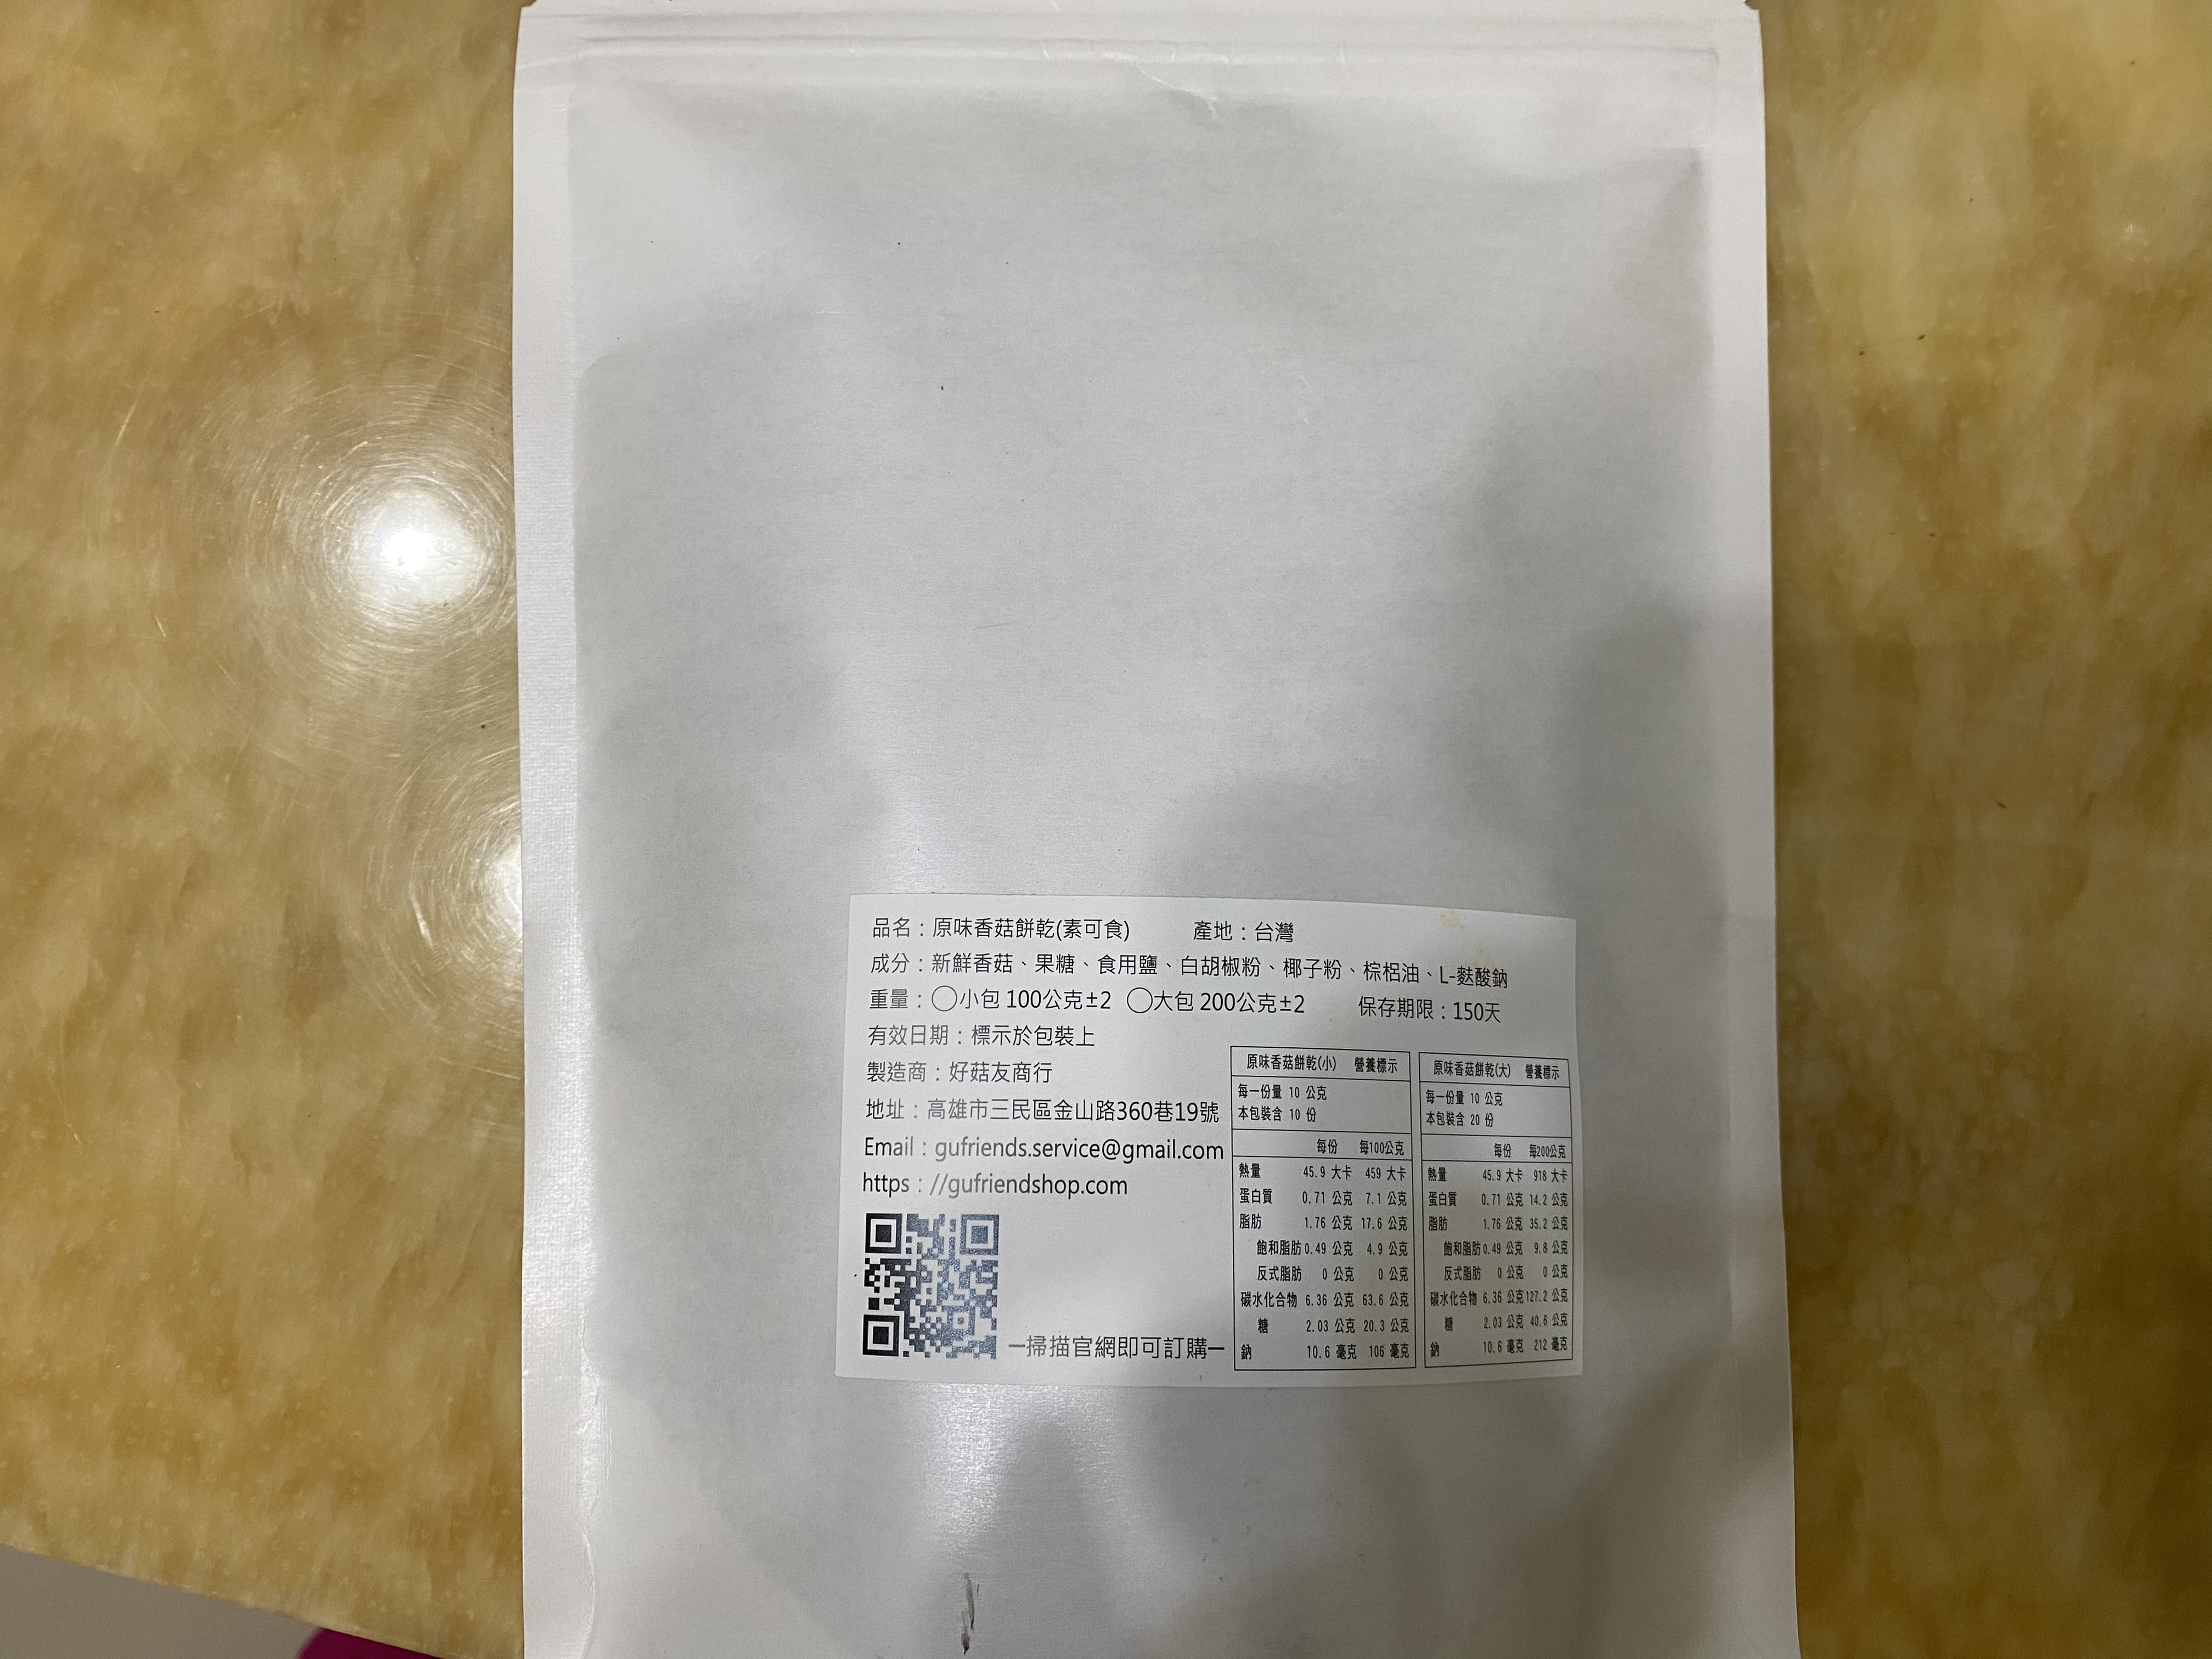 品名：原味香菇餅乾(素可食)　產地：台灣
成分：新鮮香菇、果糖、食用鹽、白胡椒粉、椰子粉、棕梠油、L-麩酸鈉
重量：○小包 100公克±2 ○大包 200公克±2　保存期限：150天
有效日期：標示於包裝上
製造商：好菇友商行
地址：高雄市三民區金山路360巷19號
Email：gufriends.service@gmail.com
https：//gufriendshop.com
─掃描官網即可訂購─
原味香菇餅乾(小) 營養標示
每一份量 10 公克
本包裝含 10 份
每份 每100公克
熱量 45.9 大卡 459 大卡
蛋白質 0.71 公克 7.1 公克
脂肪 1.76 公克 17.6 公克
飽和脂肪 0.49 公克 4.9 公克
反式脂肪 0 公克 0 公克
碳水化合物 6.36 公克 63.6 公克
糖 2.03 公克 20.3 公克
鈉 10.6 毫克 106 毫克
原味香菇餅乾(大) 營養標示
每一份量 10 公克
本包裝含 20 份
每份 每200公克
熱量 45.9 大卡 918 大卡
蛋白質 0.71 公克 14.2 公克
脂肪 1.76 公克 35.2 公克
飽和脂肪 0.49 公克 9.8 公克
反式脂肪 0 公克 0 公克
碳水化合物 6.36 公克 127.2 公克
糖 2.03 公克 40.6 公克
鈉 10.6 毫克 212 毫克